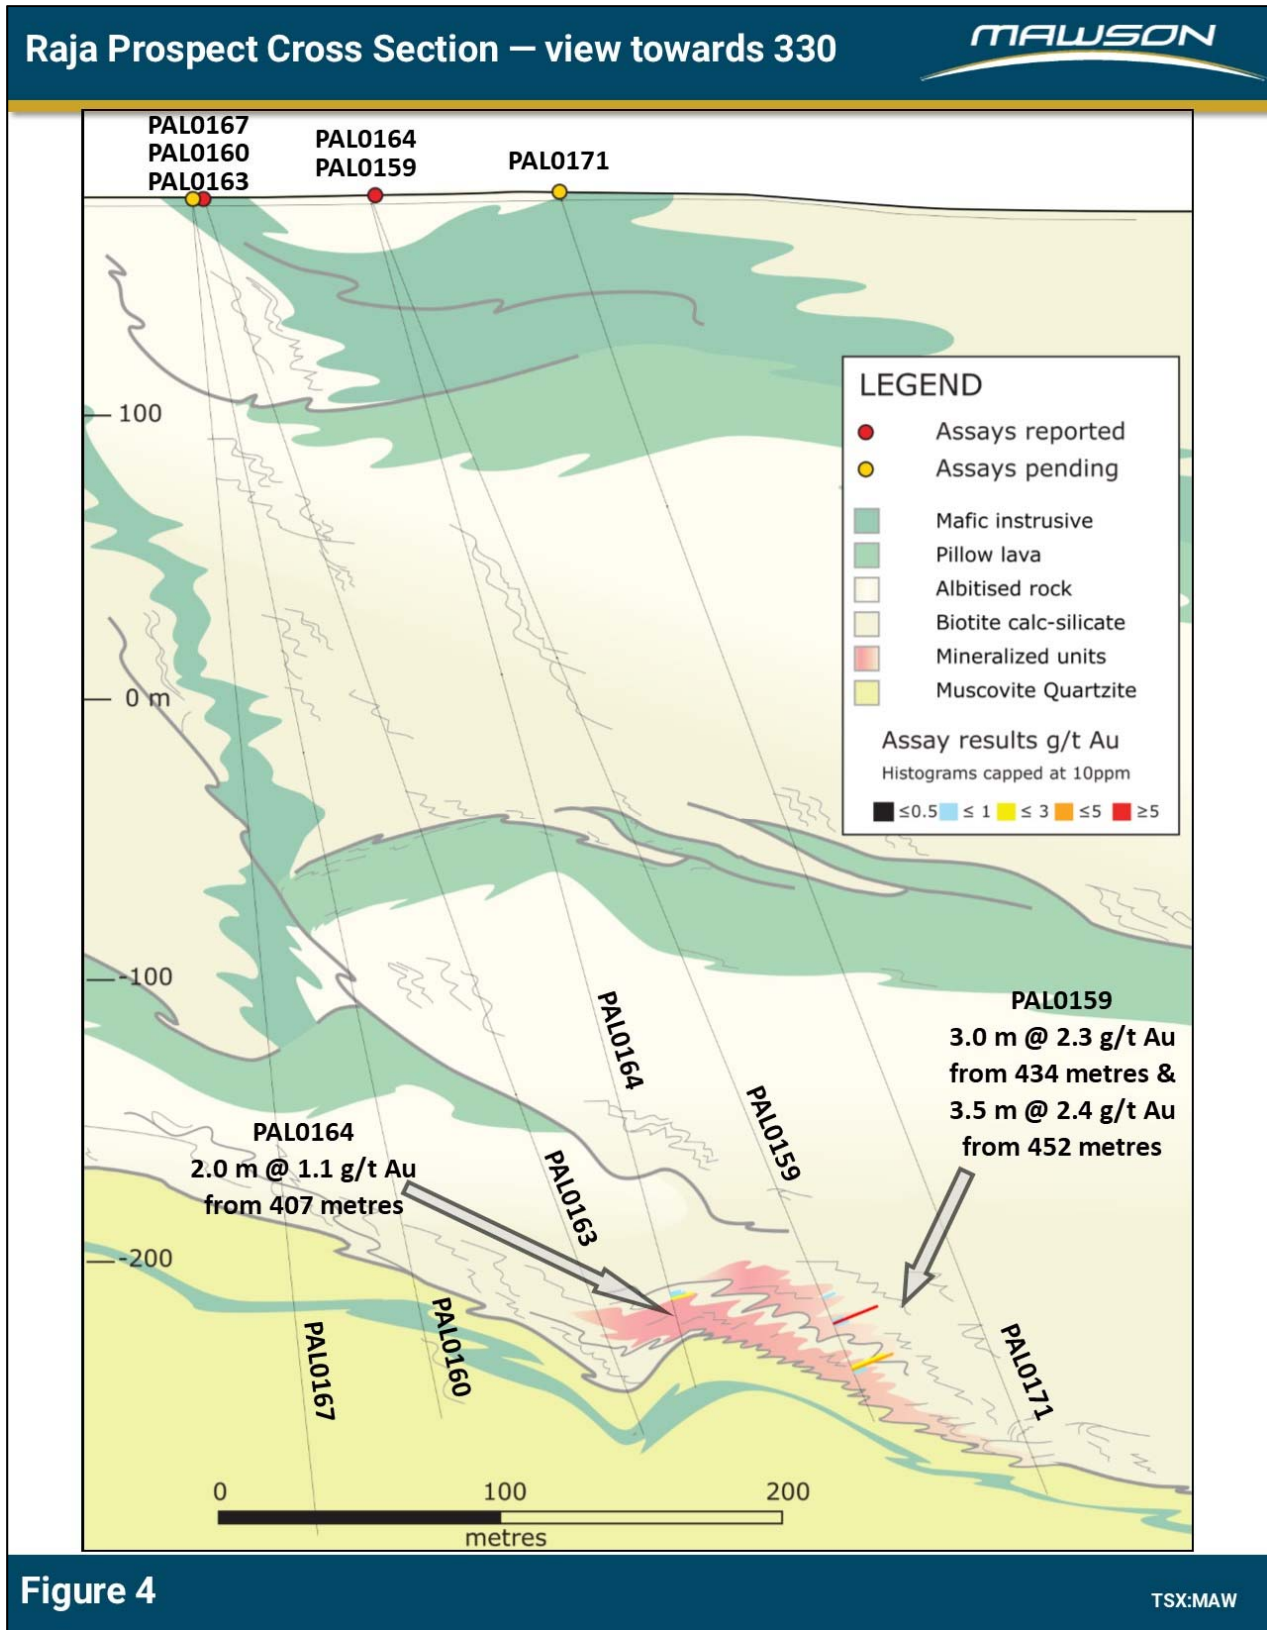 Raja Prospect Cross Section — view towards 330
MAWSON
PAL0167
PAL0160
PAL0163
PAL0164
PAL0159
PAL0171
100
0 m
-100
-200
LEGEND
Assays reported
Assays pending
Mafic instrusive
Pillow lava
Albitised rock
Biotite calc-silicate
Mineralized units
Muscovite Quartzite
Assay results g/t Au
Histograms capped at 10ppm
≤0.5 ≤ 1 ≤ 3 ≤5 ≥5
PAL0159
3.0 m @ 2.3 g/t Au
from 434 metres &
3.5 m @ 2.4 g/t Au
from 452 metres
PAL0164
2.0 m @ 1.1 g/t Au
from 407 metres
PAL0164
PAL0159
PAL0163
PAL0160
PAL0167
PAL0171
0 100 200
metres
Figure 4
TSX:MAW